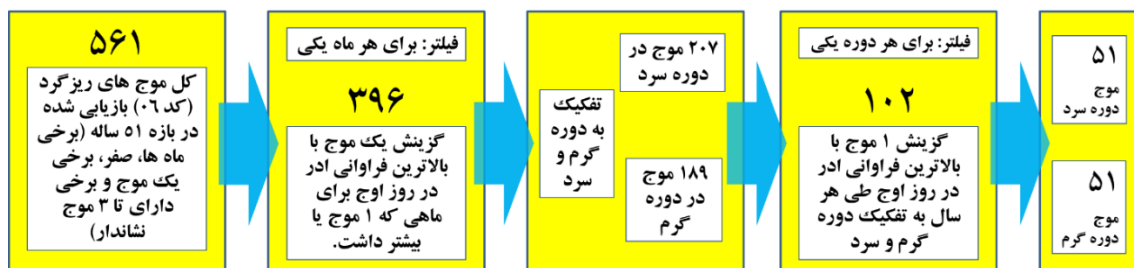 ۵۶۱
کل موج های ریزگرد
(کد ۰۶) بازیابی شده
در بازه ۵۱ ساله (برخی
ماه ها، صفر، برخی
یک موج و برخی
دارای تا ۳ موج
نشاندار)
فیلتر: برای هر ماه یکی
۳۹۶
گزینش یک موج با
بالاترین فراوانی ادر
در روز اوج برای
ماهی که ۱ موج یا
بیشتر داشت.
تفکیک
به دوره
گرم و
سرد
۲۰۷ موج در
دوره سرد
۱۸۹ موج
در دوره
گرم
فیلتر: برای هر دوره یکی
۱۰۲
گزینش ۱ موج با
بالاترین فراوانی ادر
در روز اوج طی هر
سال به تفکیک دوره
گرم و سرد
۵۱
موج
دوره سرد
۵۱
موج
دوره گرم